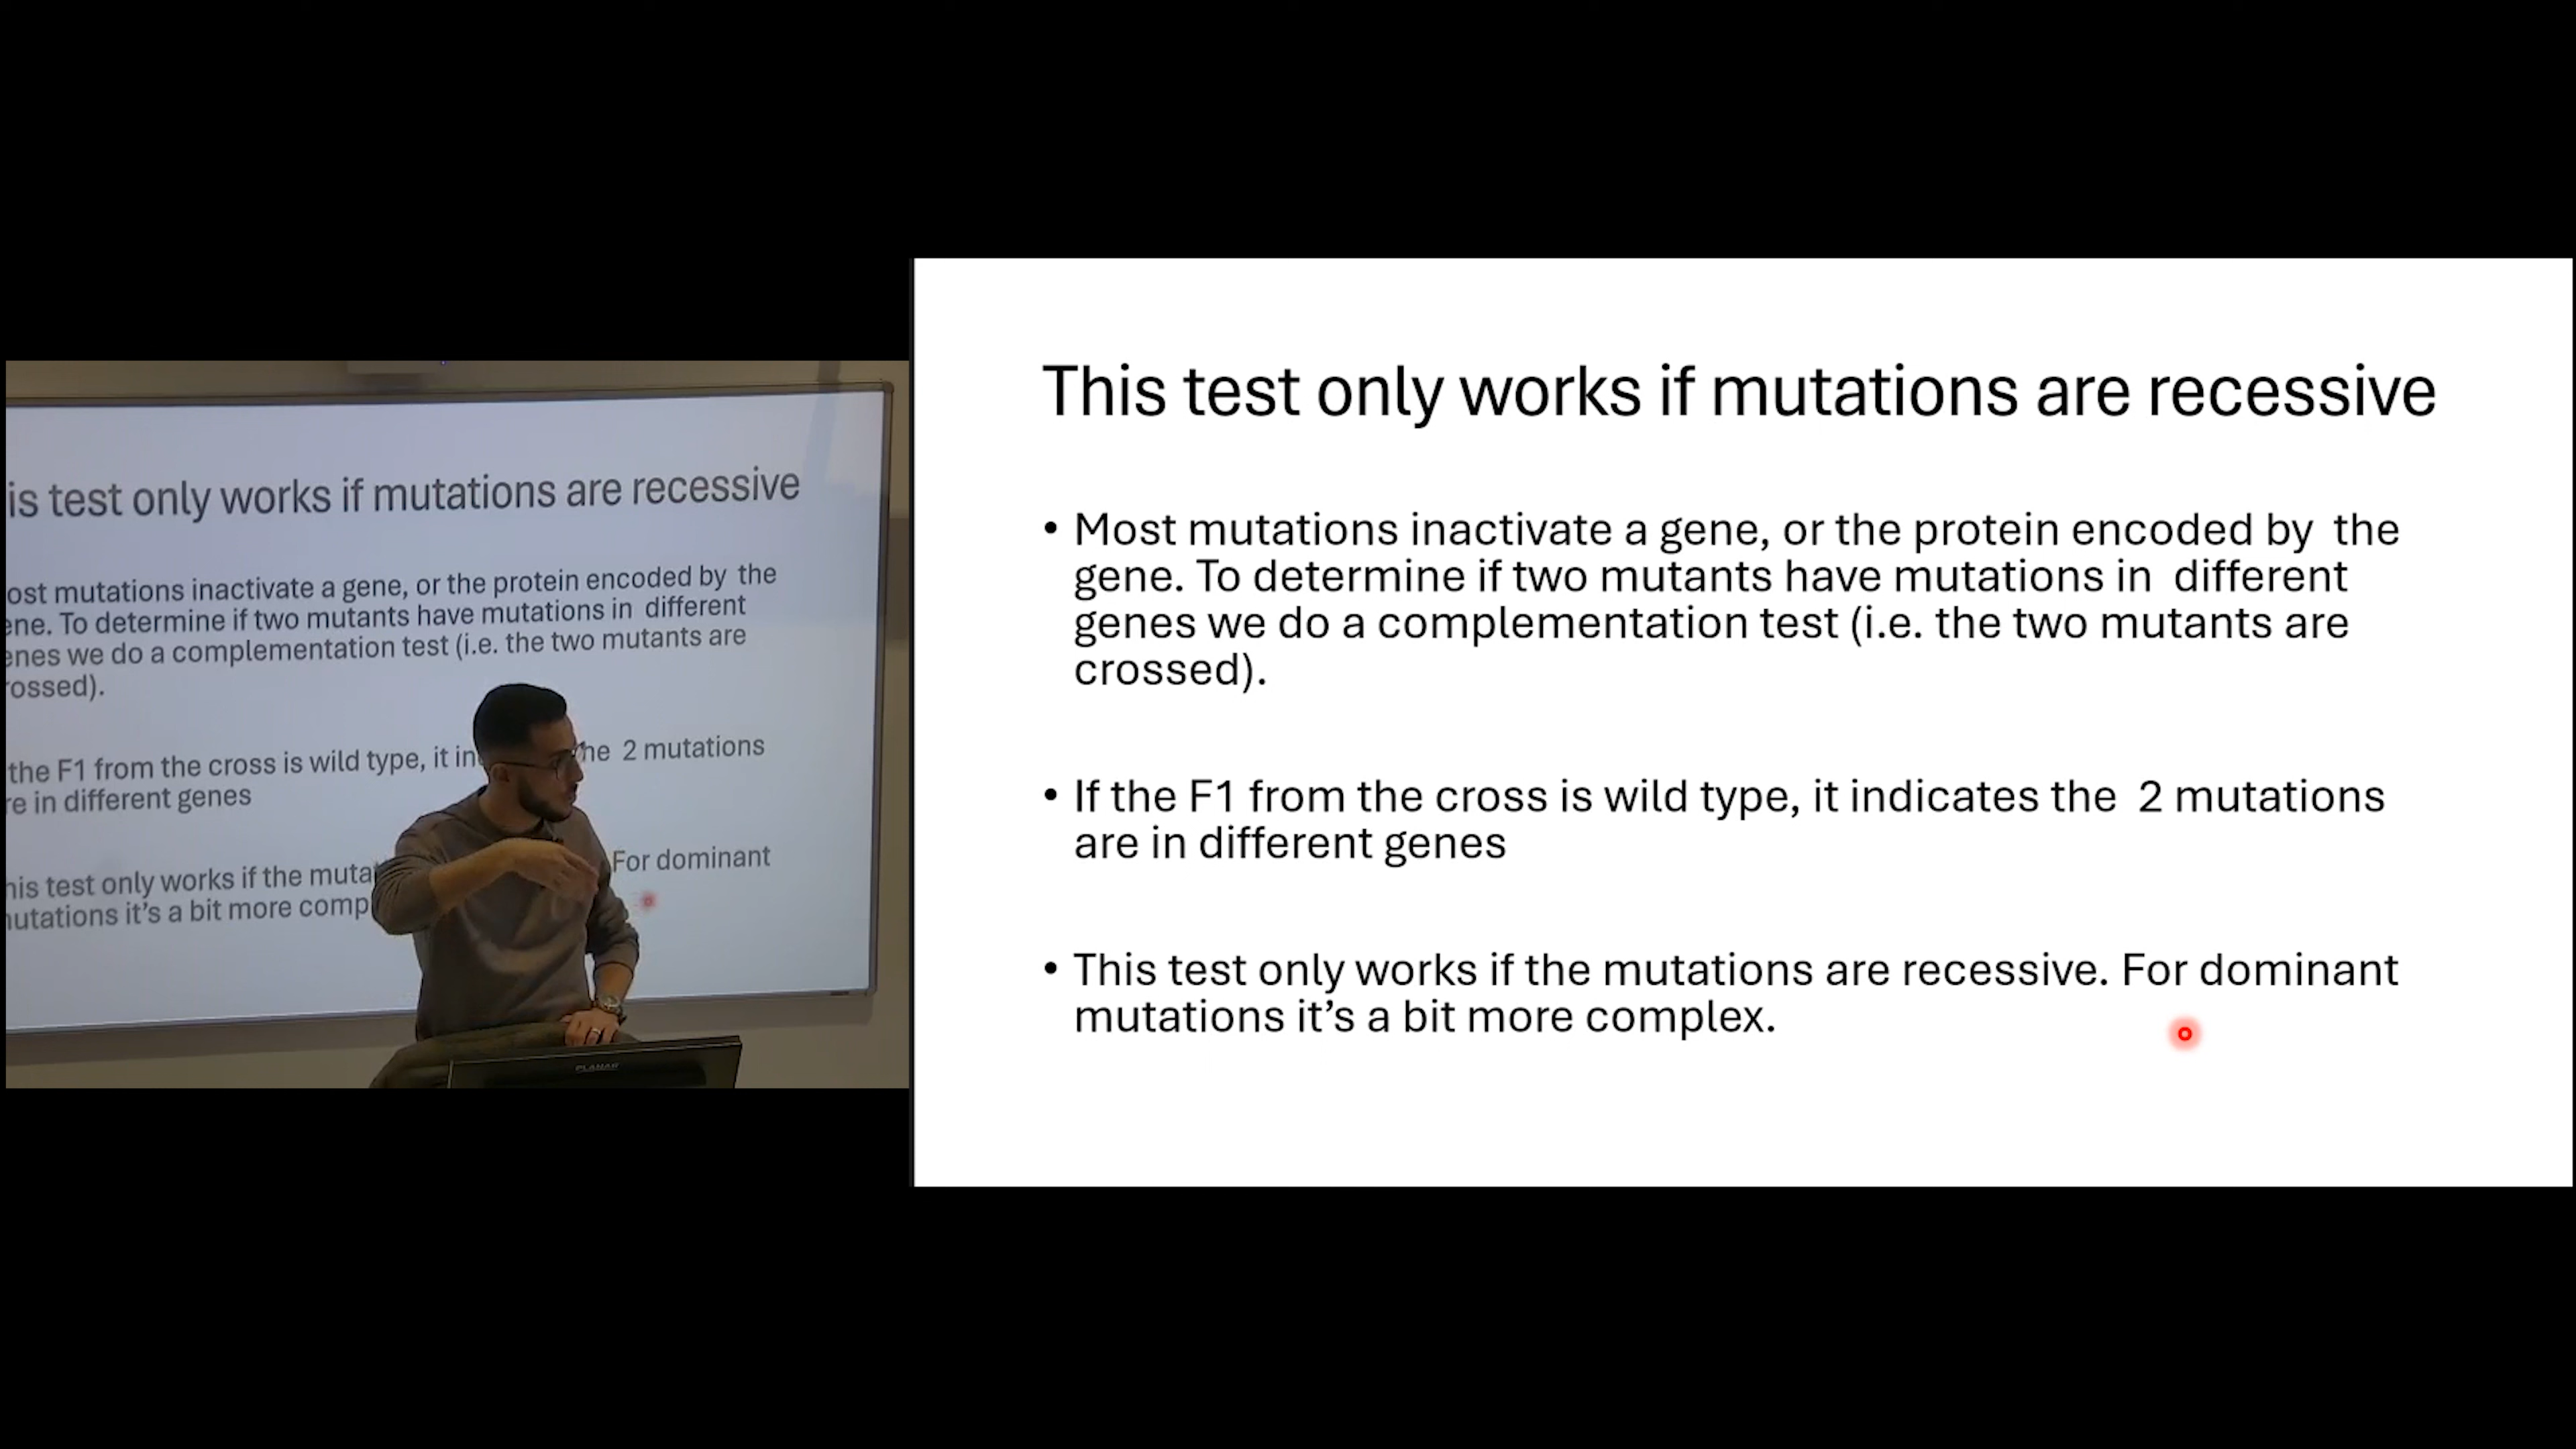 is test only works if mutations are recessive
ost mutations inactivate a gene, or the protein encoded by the
ene. To determine if two mutants have mutations in different
enes we do a complementation test (i.e. the two mutants are
rossed).
the F1 from the cross is wild type, it in he 2 mutations
re in different genes
his test only works if the muta For dominant
utations it's a bit more comp
PLANAR
This test only works if mutations are recessive
• Most mutations inactivate a gene, or the protein encoded by the
gene. To determine if two mutants have mutations in different
genes we do a complementation test (i.e. the two mutants are
crossed).
• If the F1 from the cross is wild type, it indicates the 2 mutations
are in different genes
• This test only works if the mutations are recessive. For dominant
mutations it’s a bit more complex.